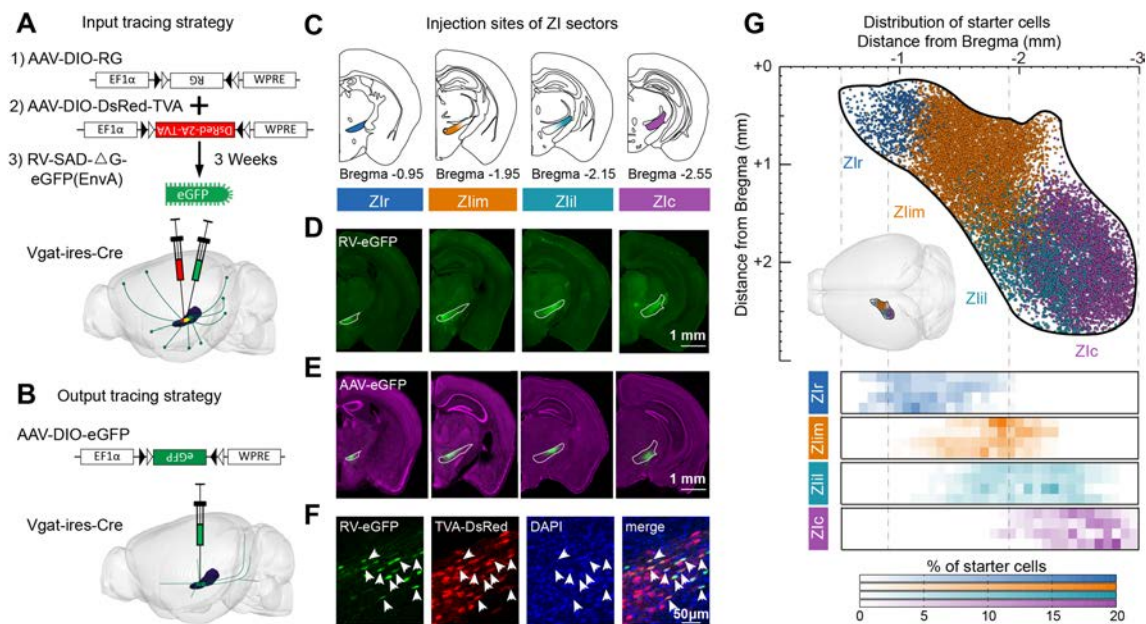 A
Input tracing strategy
1) AAV-DIO-RG
EF1α
RG
WPRE
2) AAV-DIO-DsRed-TVA
+
EF1α
DsRed-2A-TVA
WPRE
3) RV-SAD-△G-
eGFP(EnvA)
3 Weeks
eGFP
Vgat-ires-Cre
B
Output tracing strategy
AAV-DIO-eGFP
EF1α
eGFP
WPRE
Vgat-ires-Cre
C
Injection sites of ZI sectors
Bregma -0.95
Bregma -1.95
Bregma -2.15
Bregma -2.55
ZIr
ZIim
ZIil
ZIc
D
RV-eGFP
1 mm
E
AAV-eGFP
1 mm
F
RV-eGFP
TVA-DsRed
DAPI
merge
50μm
G
Distribution of starter cells
Distance from Bregma (mm)
-1
-2
-3
+0
+1
+2
Distance from Bregma (mm)
ZIr
ZIim
ZIil
ZIc
ZIr
ZIim
ZIil
ZIc
% of starter cells
0
5
10
15
20